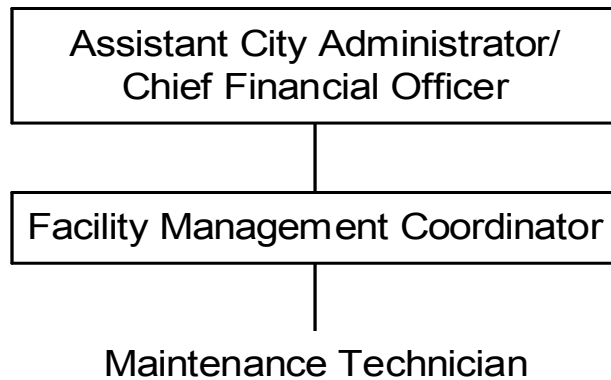 Assistant City Administrator/
Chief Financial Officer
Facility Management Coordinator
Maintenance Technician